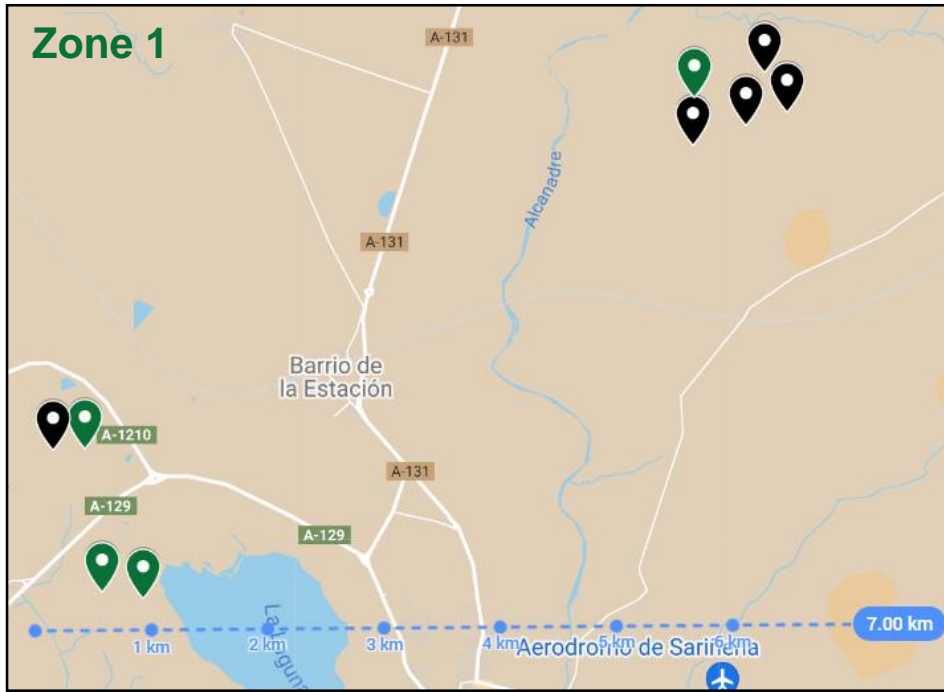 Zone 1
A-131
Alcanadre
A-131
Barrio de
la Estación
A-1210
A-131
A-129
A-129
La Laguna
1 km
2 km
3 km
4 km
5 km
6 km
7.00 km
Aerodromo de Sariñena